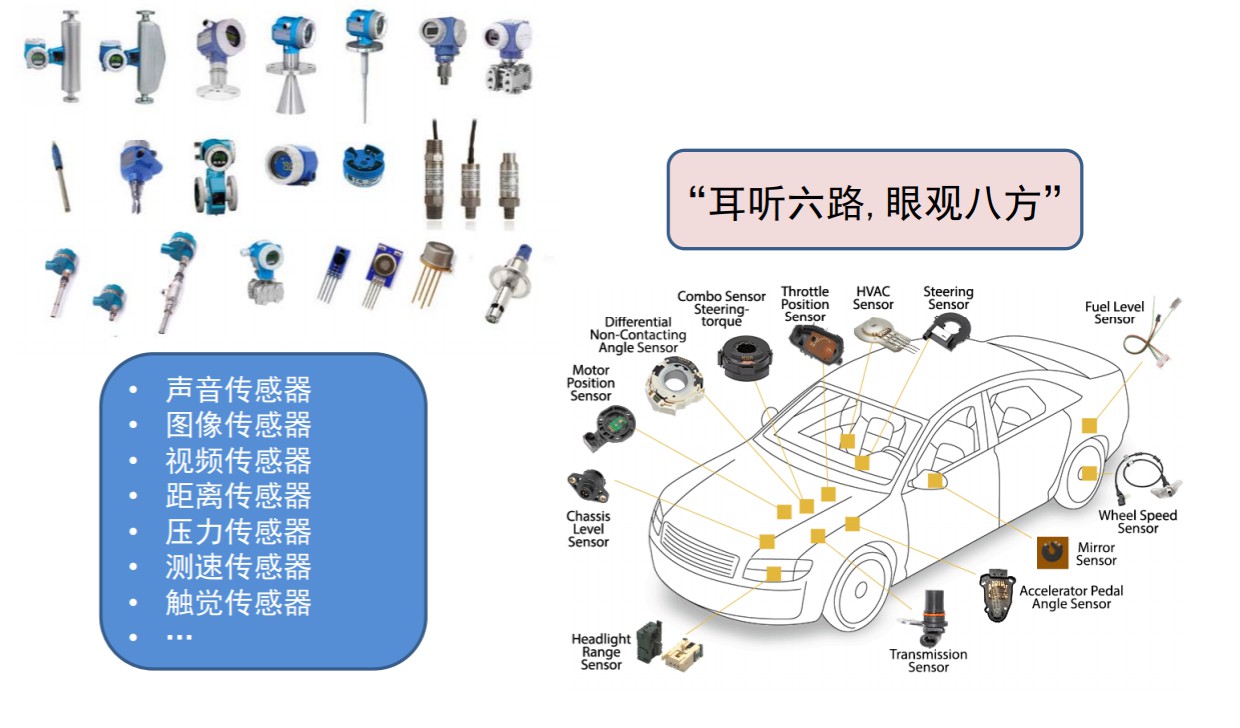 “耳听六路, 眼观八方”
• 声音传感器
• 图像传感器
• 视频传感器
• 距离传感器
• 压力传感器
• 测速传感器
• 触觉传感器
• …
Differential
Non-Contacting
Angle Sensor
Combo Sensor
Steering-
torque
Throttle
Position
Sensor
HVAC
Sensor
Steering
Sensor
Fuel Level
Sensor
Motor
Position
Sensor
Chassis
Level
Sensor
Wheel Speed
Sensor
Mirror
Sensor
Accelerator Pedal
Angle Sensor
Transmission
Sensor
Headlight
Range
Sensor